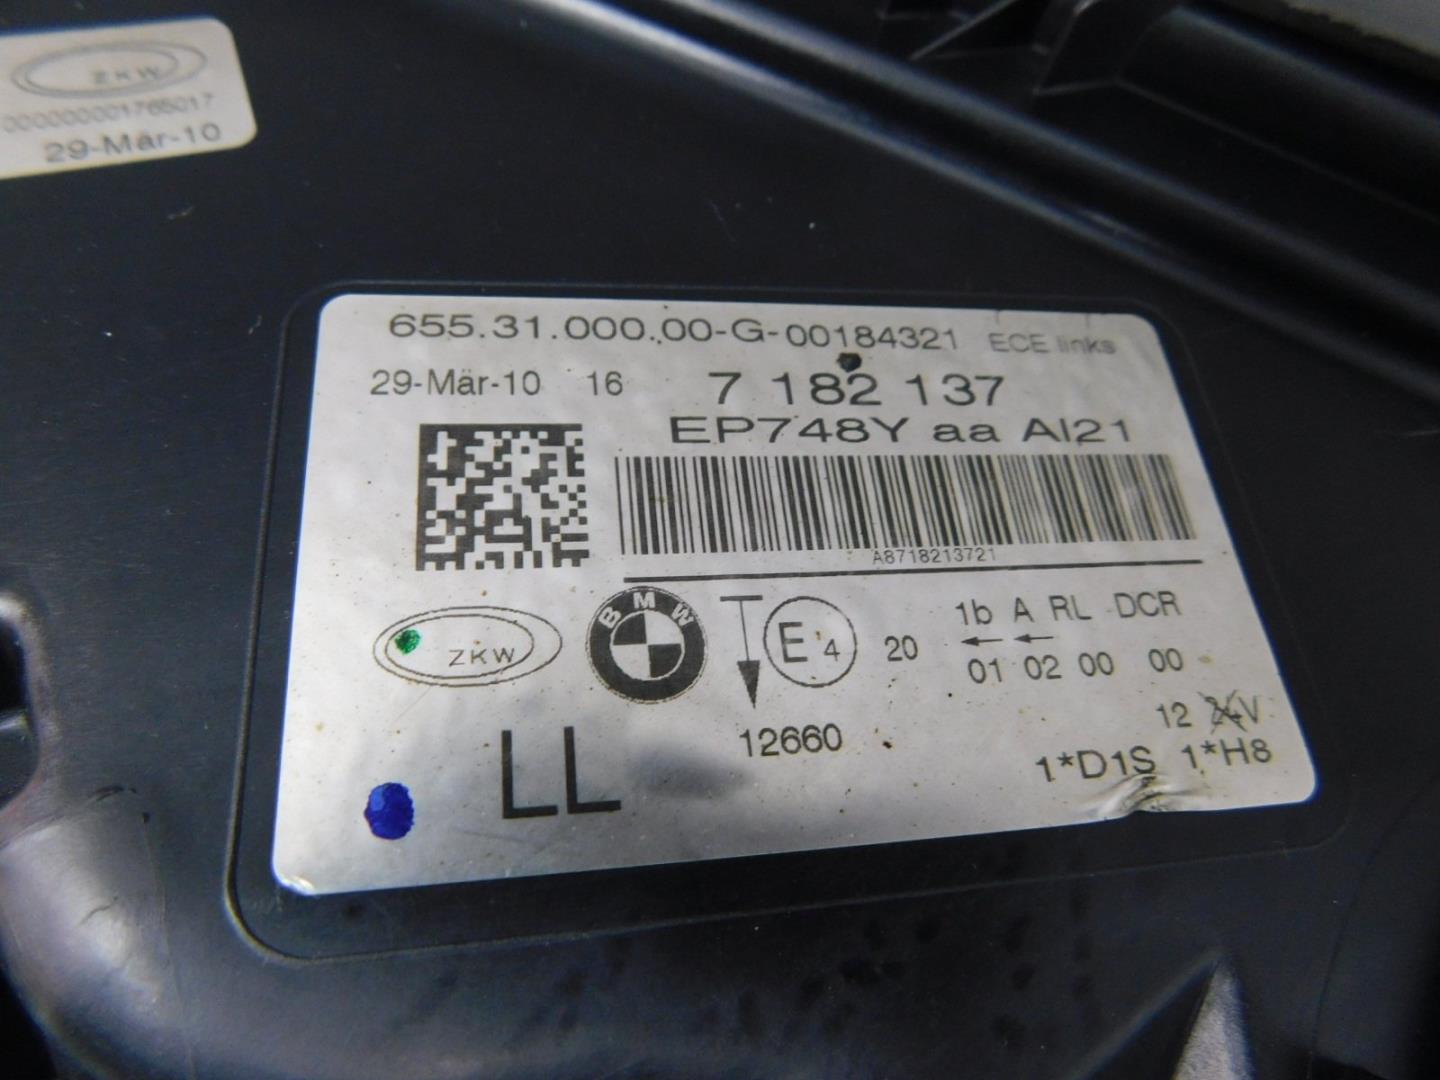 ZKW
000000001765017
29-Mär-10
655.31.000.00-G-00184321 ECE links
29-Mär-10 16 7 182 137
EP748Y aa AI21
A8718213721
ZKW
BMW
E4
20
1b A RL DCR
01 02 00 00
12660
12 24V
LL
1*D1S 1*H8